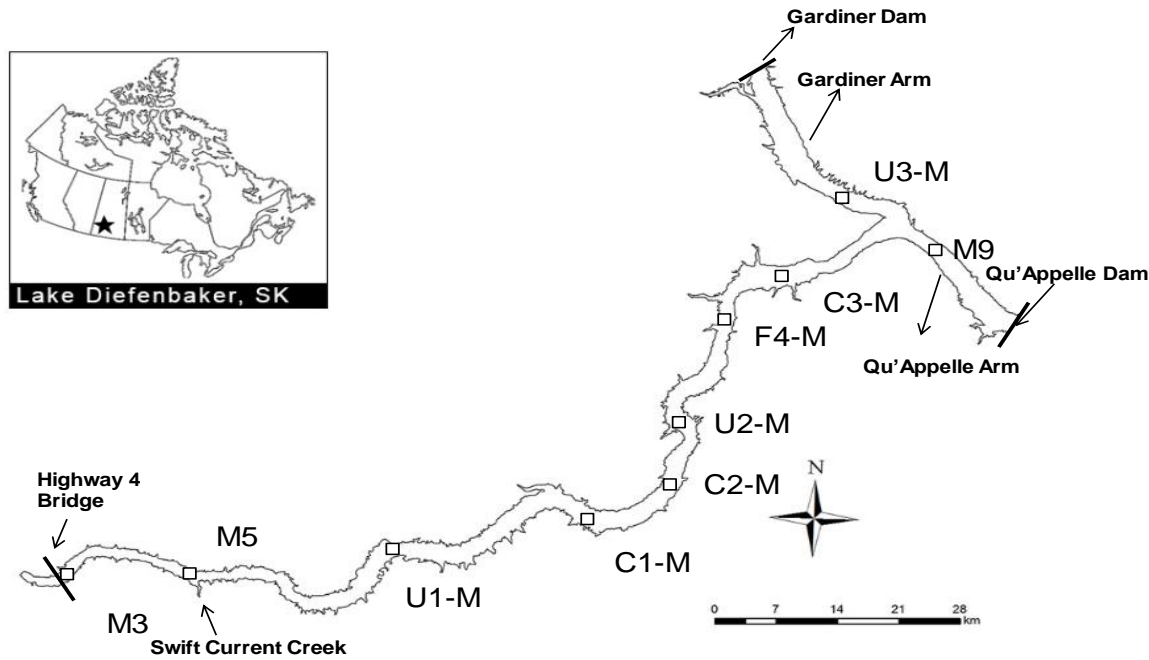 Gardiner Dam
Gardiner Arm
U3-M
M9
Qu'Appelle Dam
C3-M
F4-M
Qu'Appelle Arm
Lake Diefenbaker, SK
U2-M
Highway 4
Bridge
N
C2-M
M5
C1-M
U1-M
M3
Swift Current Creek
0 7 14 21 28
km